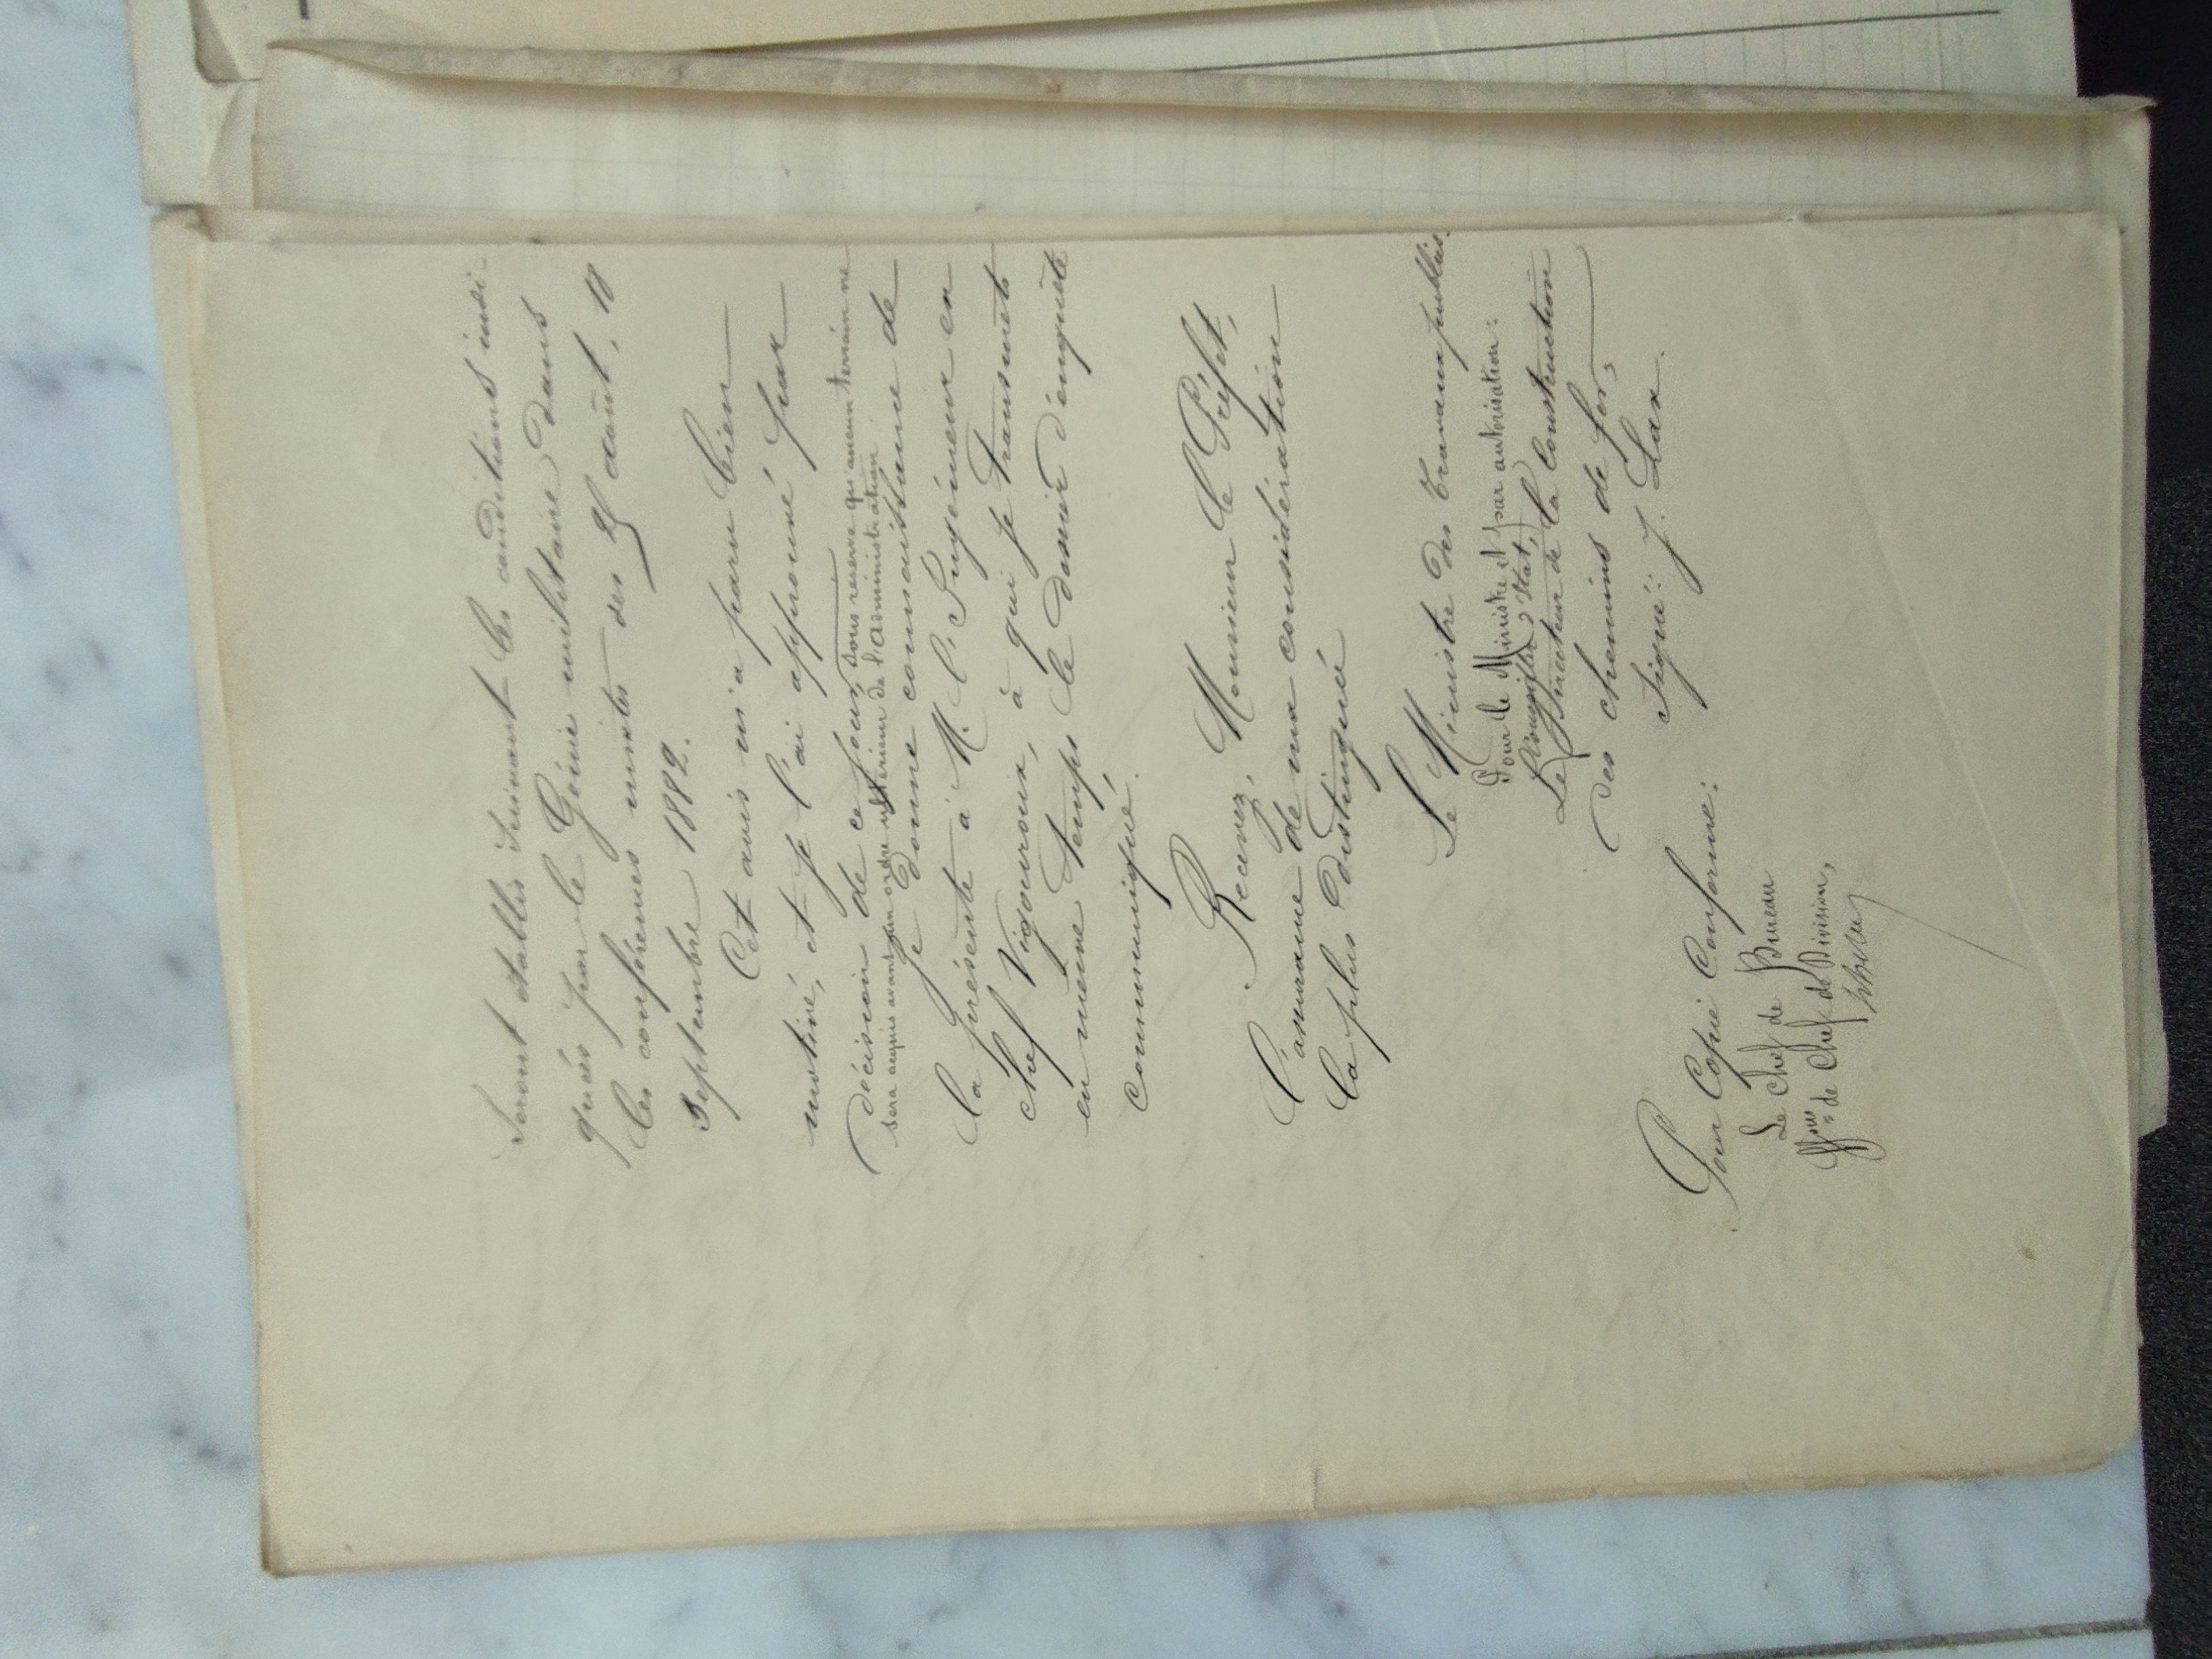 Seront établis suivant les conditions indi-
qués par le Génie militaire dans
les conférences mixtes des 25 août, 18
Septembre 1882.
Cet avis m'a paru bien
motivé, et je l'ai approuvé par
décision de ce jour, sous réserve qu'aucun terrain ne
sera acquis avant un ordre ultérieur de l'administration
Je donne connaissance de
la présente à M. l'Ingénieur en
chef Vigouroux, à qui je transmets
en même temps le dossier d'enquête
communiqué.
Recevez, Monsieur le Préfet,
l'assurance de ma considération
la plus distinguée
Le Ministre des Travaux publics.
Pour le Ministre et par autorisation:
Conseiller d'Etat,
Le Directeur de la Construction
des chemins de fer,
Signé: J. Lax.
Pour Copie Conforme:
Le Chef de Bureau
ffons de Chef de Division,